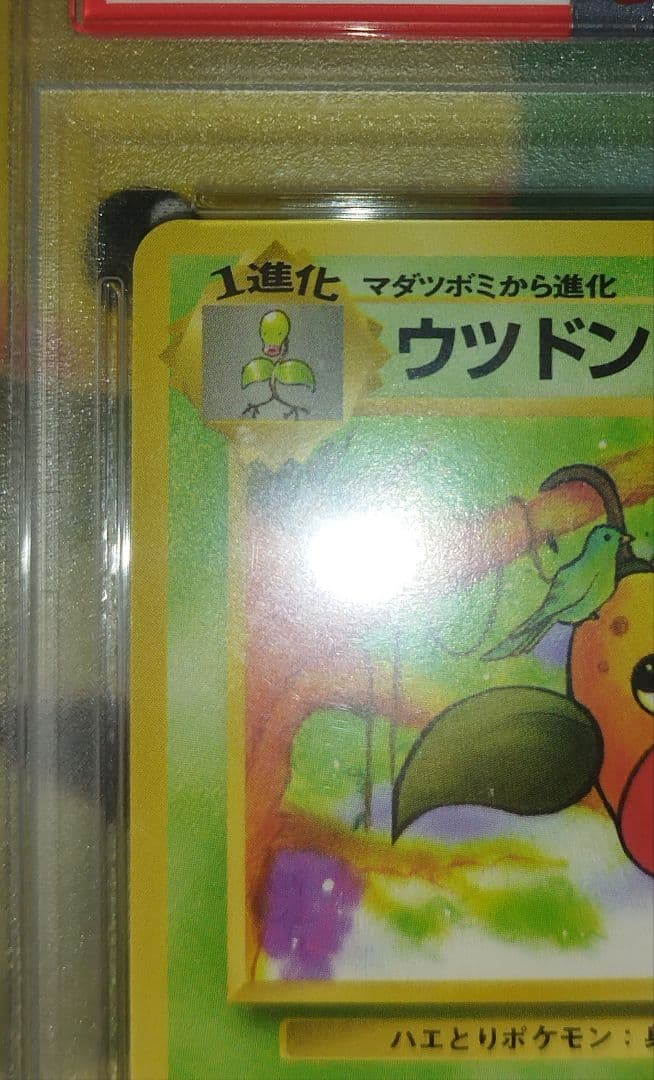 1進化
マダツボミから進化
ウツドン
ハエとりポケモン：